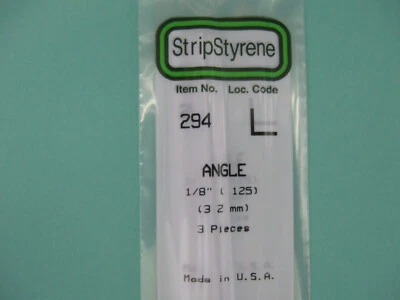 StripStyrene
Item No. Loc. Code
294
ANGLE
1/8" ( 125)
(3 2 mm)
3 Pieces
Made in U.S.A.